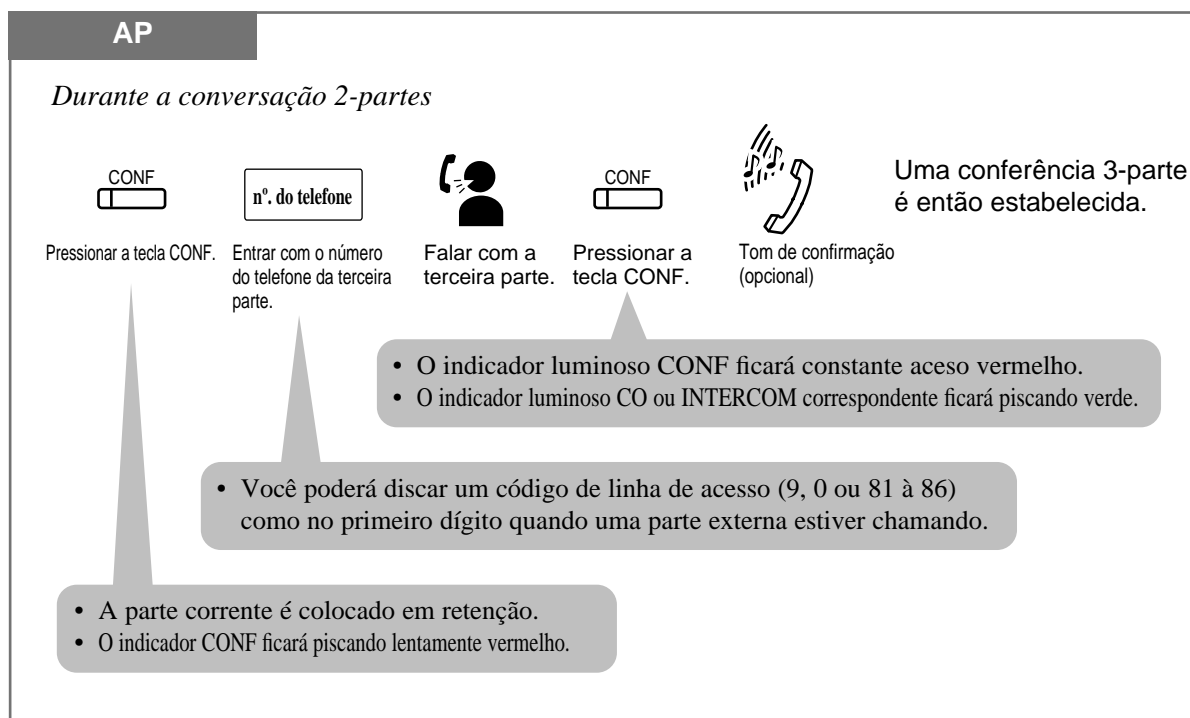 AP
Durante a conversação 2-partes
CONF
Pressionar a tecla CONF.
nº. do telefone
Entrar com o número
do telefone da terceira
parte.
Falar com a
terceira parte.
CONF
Pressionar a
tecla CONF.
Tom de confirmação
(opcional)
Uma conferência 3-parte
é então estabelecida.
• O indicador luminoso CONF ficará constante aceso vermelho.
• O indicador luminoso CO ou INTERCOM correspondente ficará piscando verde.
• Você poderá discar um código de linha de acesso (9, 0 ou 81 à 86)
como no primeiro dígito quando uma parte externa estiver chamando.
• A parte corrente é colocado em retenção.
• O indicador CONF ficará piscando lentamente vermelho.